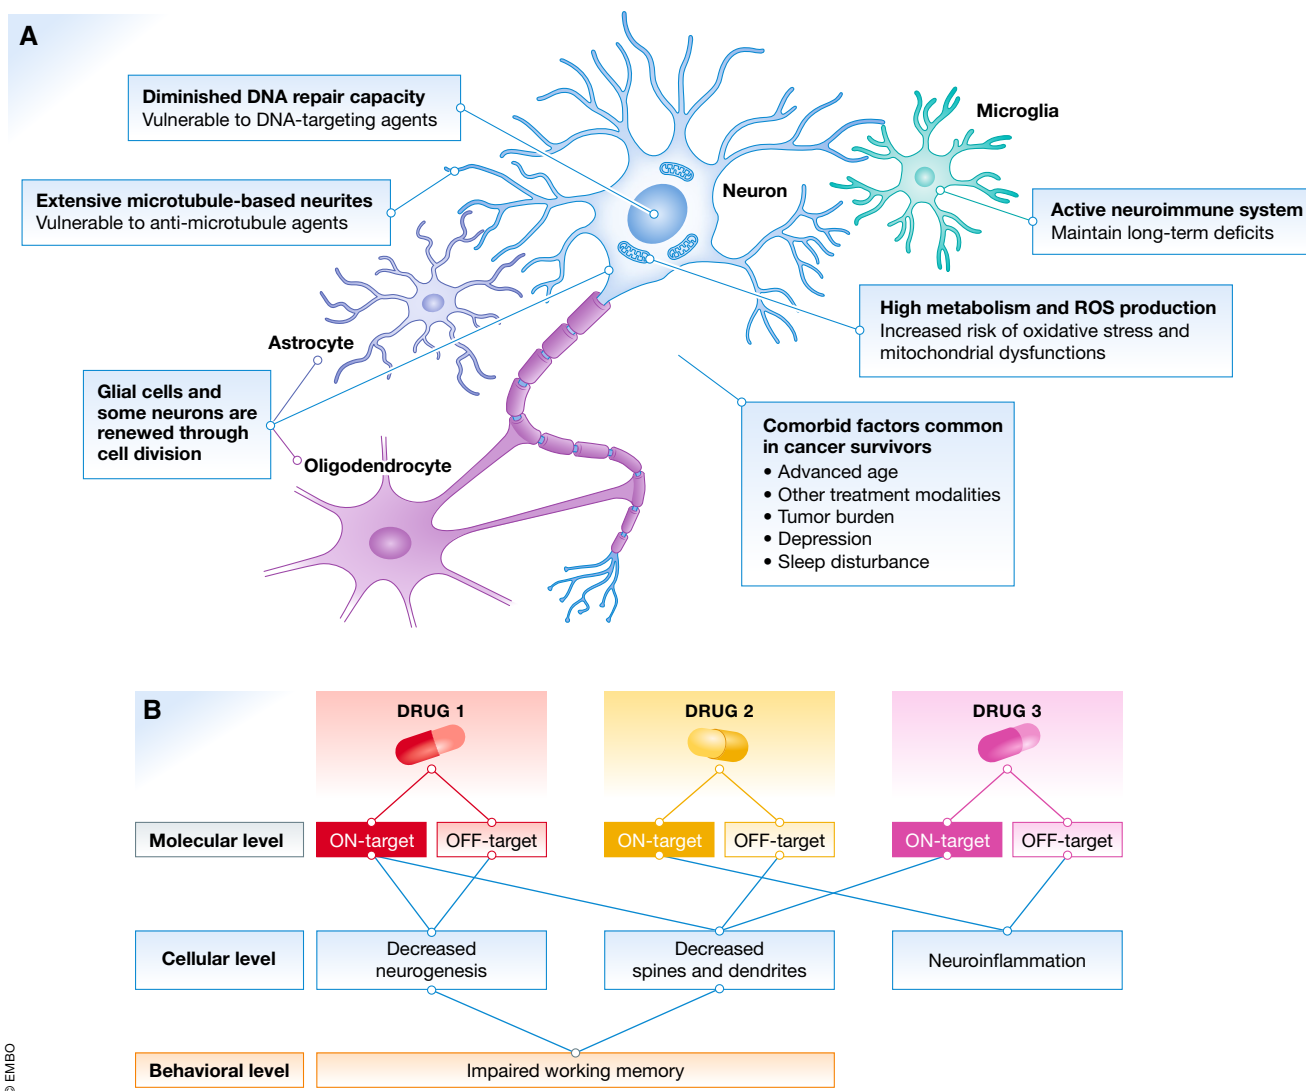 A
Diminished DNA repair capacity
Vulnerable to DNA-targeting agents
Extensive microtubule-based neurites
Vulnerable to anti-microtubule agents
Microglia
Neuron
Active neuroimmune system
Maintain long-term deficits
High metabolism and ROS production
Increased risk of oxidative stress and
mitochondrial dysfunctions
Astrocyte
Glial cells and
some neurons are
renewed through
cell division
Oligodendrocyte
Comorbid factors common
in cancer survivors
• Advanced age
• Other treatment modalities
• Tumor burden
• Depression
• Sleep disturbance
B
DRUG 1
DRUG 2
DRUG 3
Molecular level
ON-target
OFF-target
ON-target
OFF-target
ON-target
OFF-target
Cellular level
Decreased
neurogenesis
Decreased
spines and dendrites
Neuroinflammation
Behavioral level
Impaired working memory
© EMBO